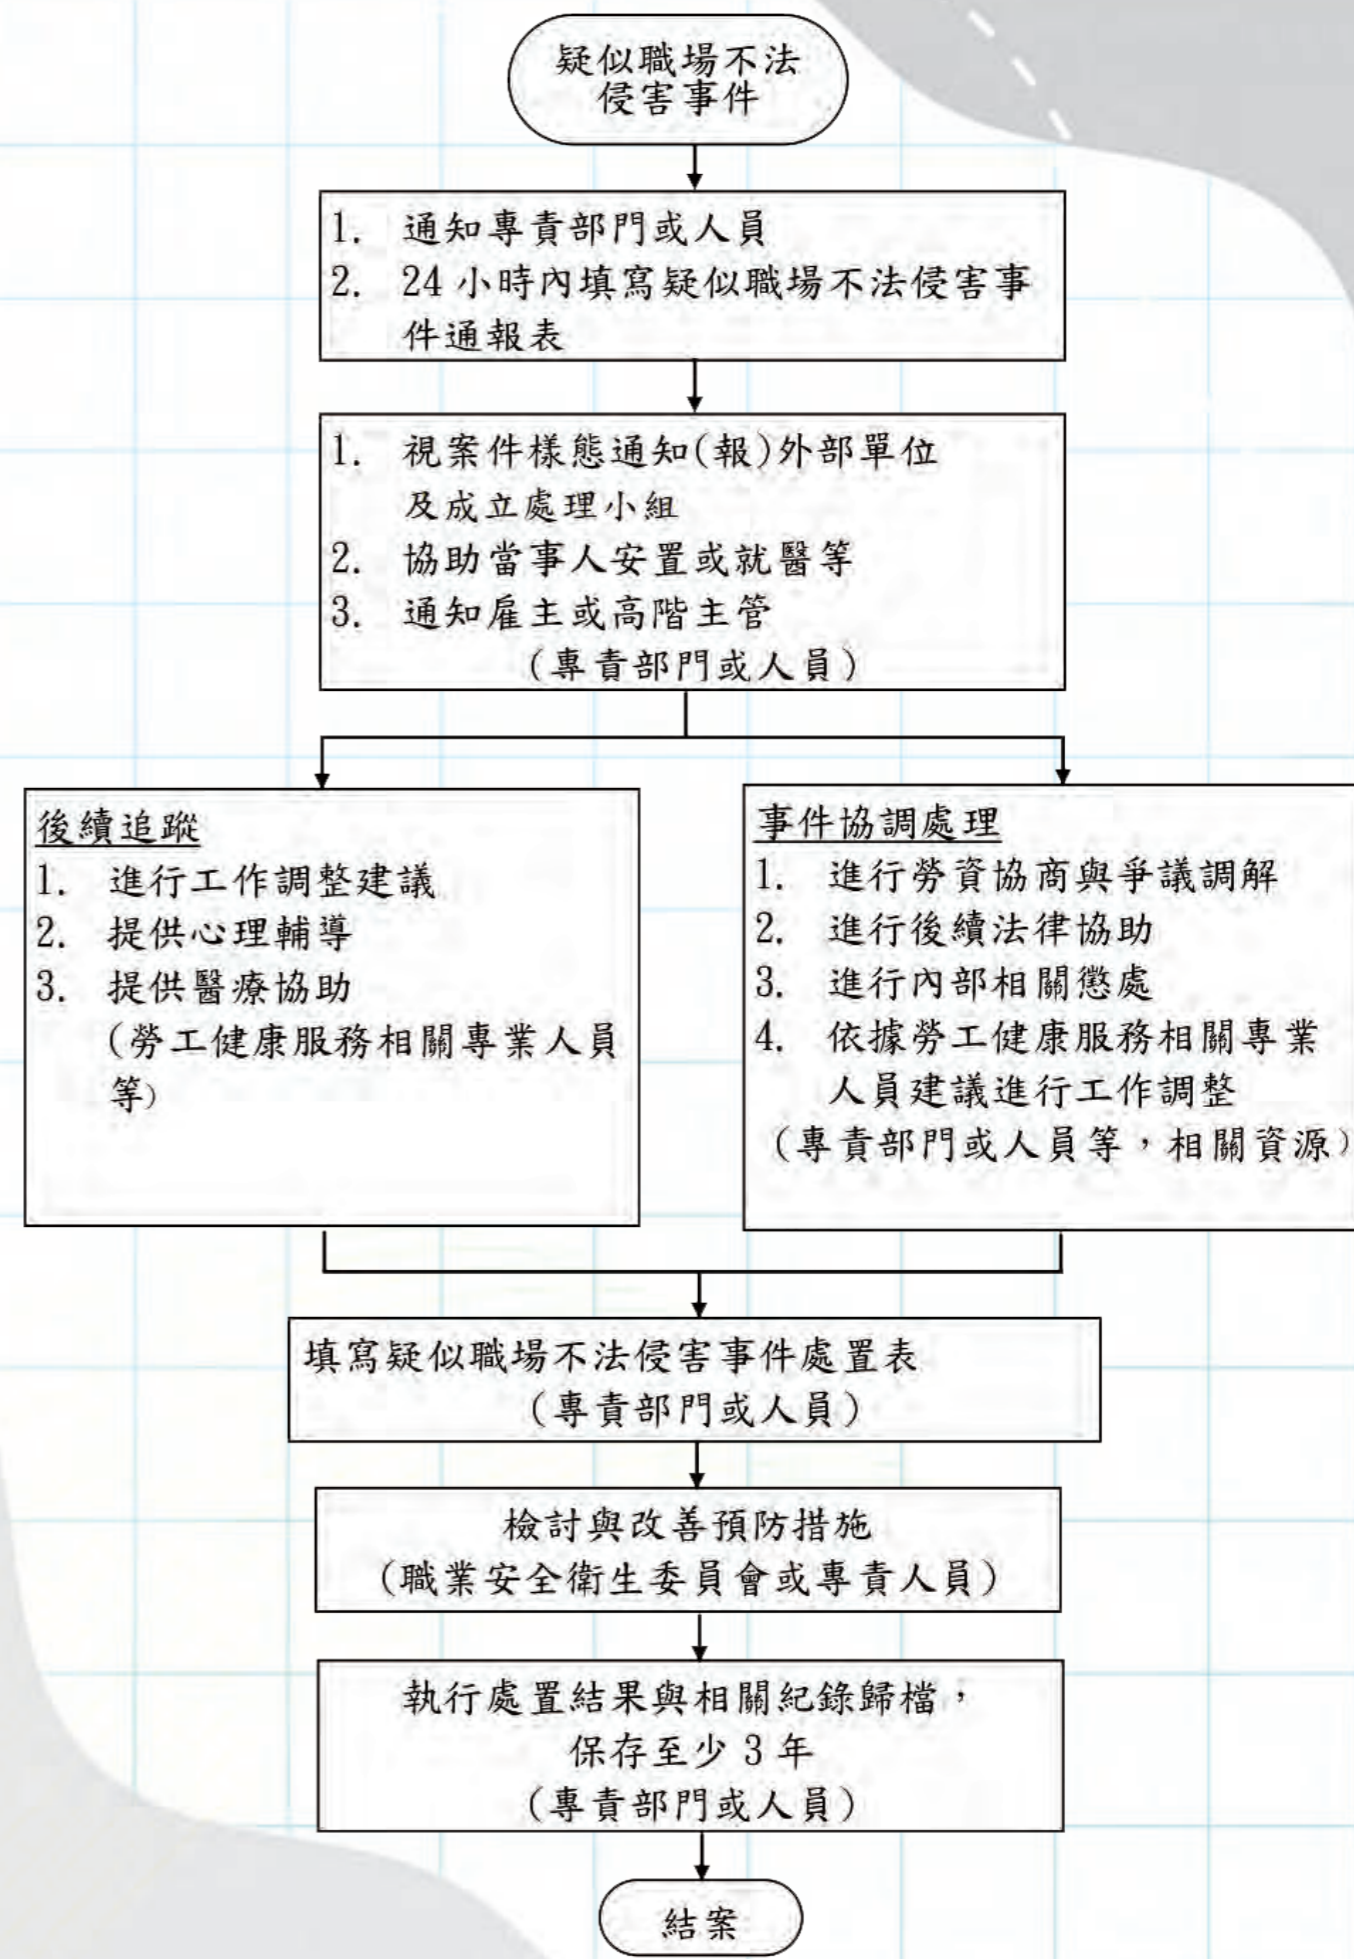 疑似職場不法
侵害事件
1. 通知專責部門或人員
2. 24小時內填寫疑似職場不法侵害事
件通報表
1. 視案件樣態通知(報)外部單位
及成立處理小組
2. 協助當事人安置或就醫等
3. 通知雇主或高階主管
(專責部門或人員)
後續追蹤
1. 進行工作調整建議
2. 提供心理輔導
3. 提供醫療協助
(勞工健康服務相關專業人員
等)
事件協調處理
1. 進行勞資協商與爭議調解
2. 進行後續法律協助
3. 進行內部相關懲處
4. 依據勞工健康服務相關專業
人員建議進行工作調整
(專責部門或人員等，相關資源)
填寫疑似職場不法侵害事件處置表
(專責部門或人員)
檢討與改善預防措施
(職業安全衛生委員會或專責人員)
執行處置結果與相關紀錄歸檔，
保存至少3年
(專責部門或人員)
結案